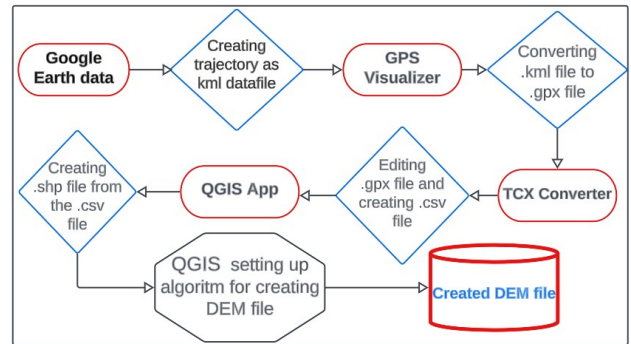 Google
Earth data
Creating
trajectory as
kml datafile
GPS
Visualizer
Converting
.kml file to
.gpx file
TCX Converter
Editing
.gpx file and
creating .csv
file
QGIS App
Creating
.shp file from
the .csv
file
QGIS setting up
algoritm for creating
DEM file
Created DEM file